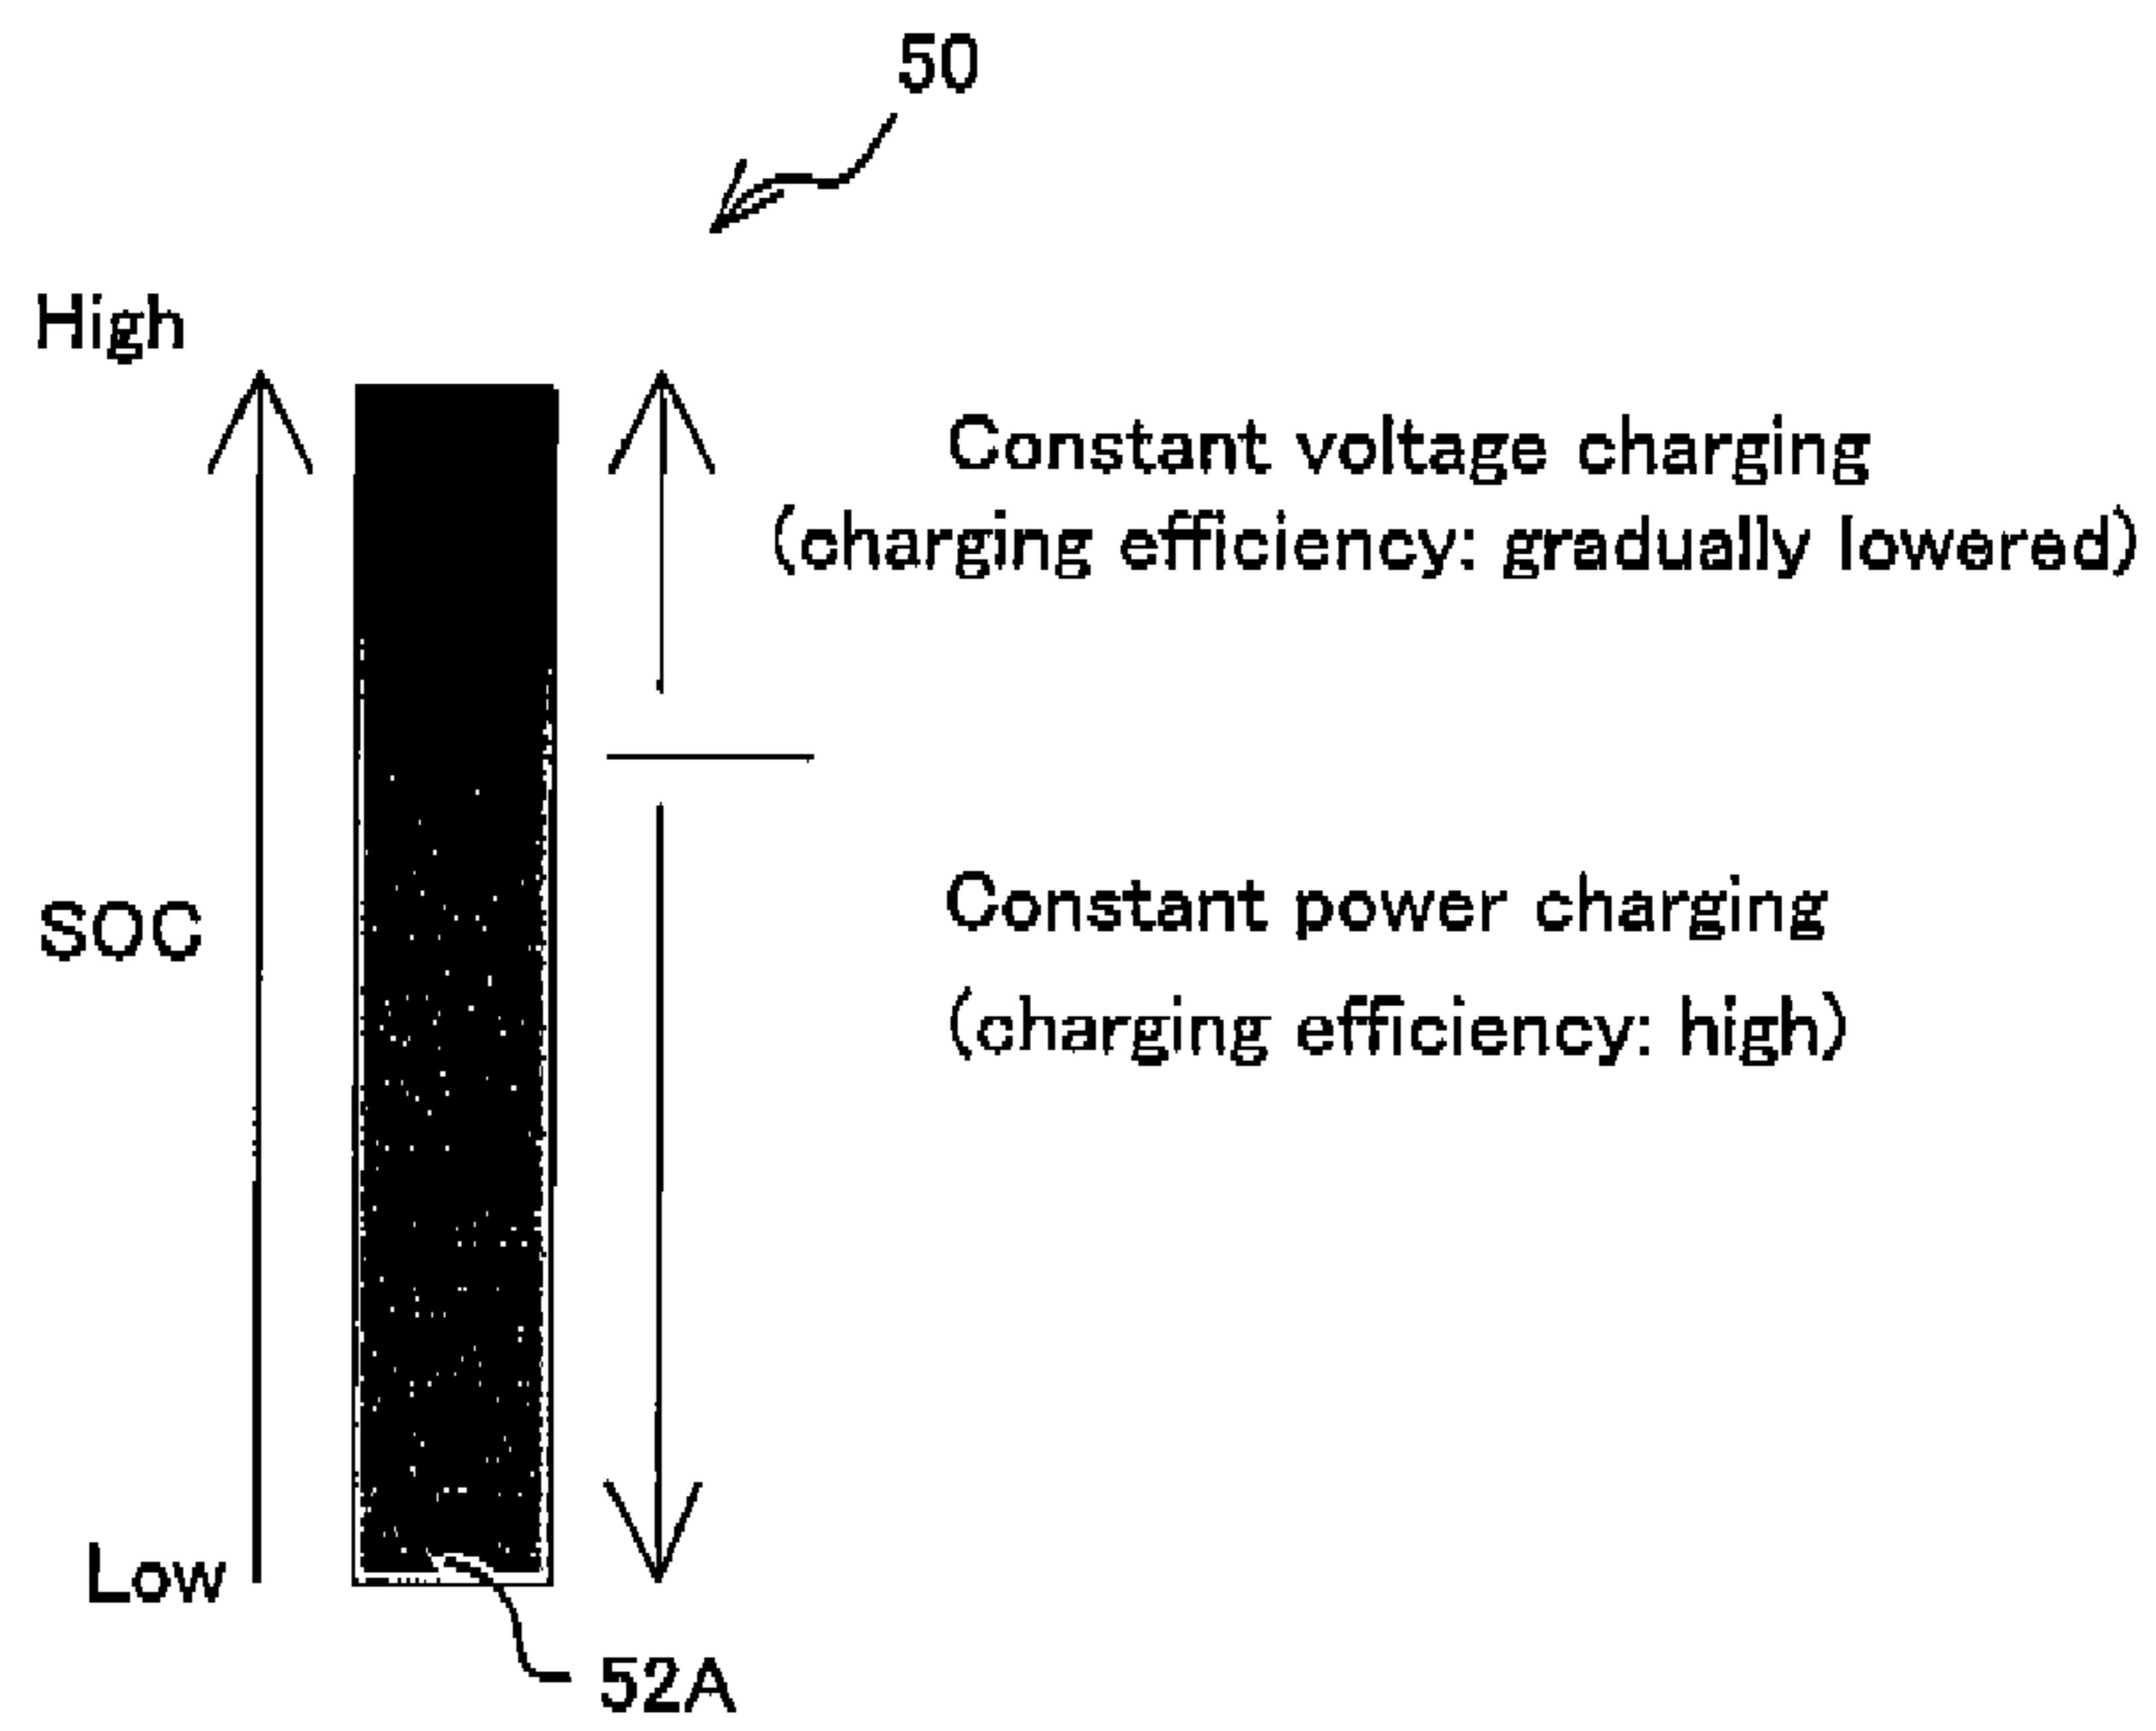 50
High
Constant voltage charging
(charging efficiency: gradually lowered)
SOC
Constant power charging
(charging efficiency: high)
Low
52A